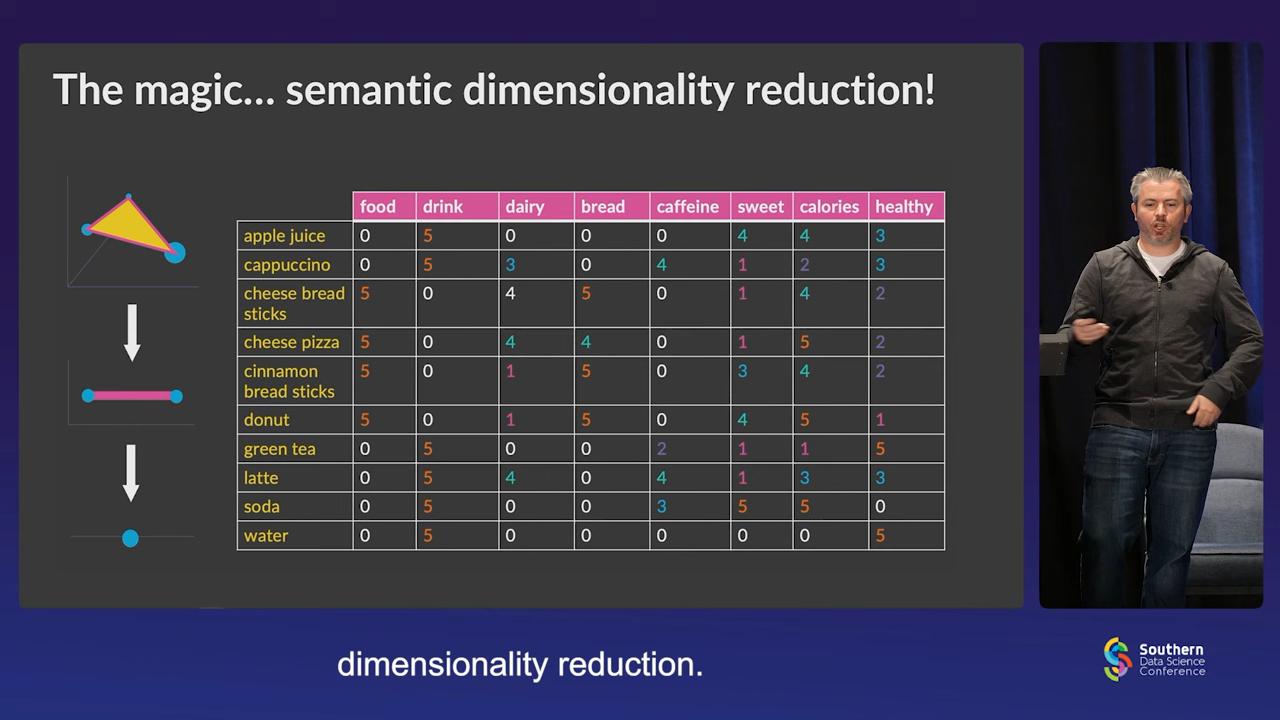 The magic... semantic dimensionality reduction!
food drink dairy bread caffeine sweet calories healthy
apple juice 0 5 0 0 0 4 4 3
cappuccino 0 5 3 0 4 1 2 3
cheese bread
sticks 5 0 4 5 0 1 4 2
cheese pizza 5 0 4 4 0 1 5 2
cinnamon
bread sticks 5 0 1 5 0 3 4 2
donut 5 0 1 5 0 4 5 1
green tea 0 5 0 0 2 1 1 5
latte 0 5 4 0 4 1 3 3
soda 0 5 0 0 3 5 5 0
water 0 5 0 0 0 0 0 5
dimensionality reduction.
Southern
Data Science
Conference